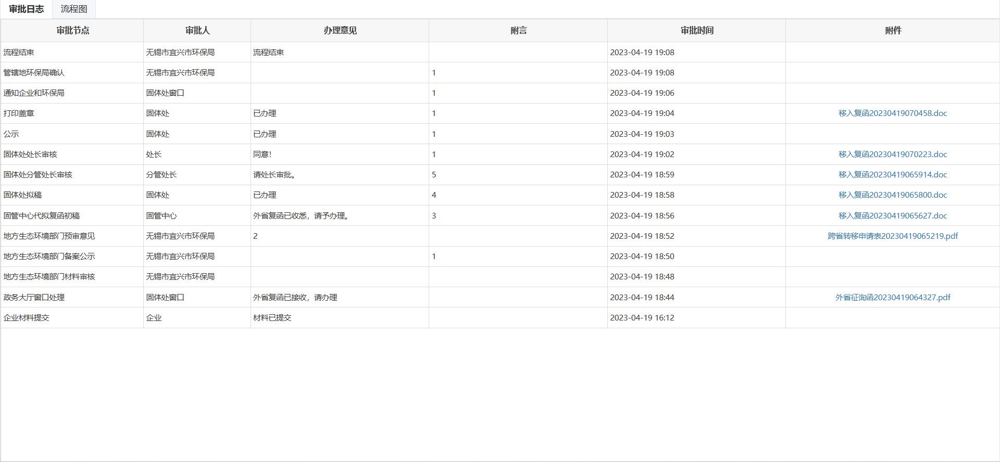 审批日志 流程图
审批节点 审批人 办理意见 附言 审批时间 附件
流程结束 无锡市宜兴市环保局 流程结束 2023-04-19 19:08
管辖地环保局确认 无锡市宜兴市环保局 1 2023-04-19 19:08
通知企业和环保局 固体处窗口 1 2023-04-19 19:06
打印盖章 固体处 已办理 1 2023-04-19 19:04 移入复函20230419070458.doc
公示 固体处 已办理 1 2023-04-19 19:03
固体处处长审核 处长 同意！ 1 2023-04-19 19:02 移入复函20230419070223.doc
固体处分管处长审核 分管处长 请处长审批。 5 2023-04-19 18:59 移入复函20230419065914.doc
固体处拟稿 固体处 已办理 4 2023-04-19 18:58 移入复函20230419065800.doc
固管中心代拟复函初稿 固管中心 外省复函已收悉，请予办理。 3 2023-04-19 18:56 移入复函20230419065627.doc
地方生态环境部门预审意见 无锡市宜兴市环保局 2 2023-04-19 18:52 跨省转移申请表20230419065219.pdf
地方生态环境部门备案公示 无锡市宜兴市环保局 1 2023-04-19 18:50
地方生态环境部门材料审核 无锡市宜兴市环保局 2023-04-19 18:48
政务大厅窗口处理 固体处窗口 外省复函已接收，请办理 2023-04-19 18:44 外省征询函20230419064327.pdf
企业材料提交 企业 材料已提交 2023-04-19 16:12